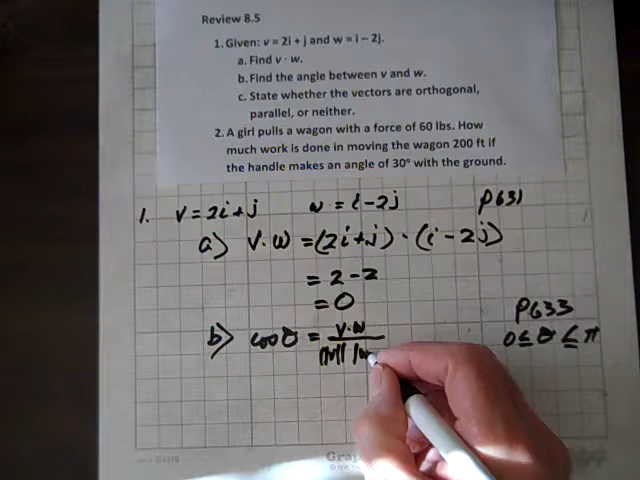 Review 8.5
1. Given: v = 2i + j and w = i – 2j.
a. Find v · w.
b. Find the angle between v and w.
c. State whether the vectors are orthogonal,
parallel, or neither.
2. A girl pulls a wagon with a force of 60 lbs. How
much work is done in moving the wagon 200 ft if
the handle makes an angle of 30° with the ground.
1. v = 2i + j w = i - 2j P631
a) v·w = (2i + j) · (i - 2j)
= 2 - 2
= 0
P633
b) cos θ = v·w / ||v|| ||w 0 ≤ θ ≤ π
Grap